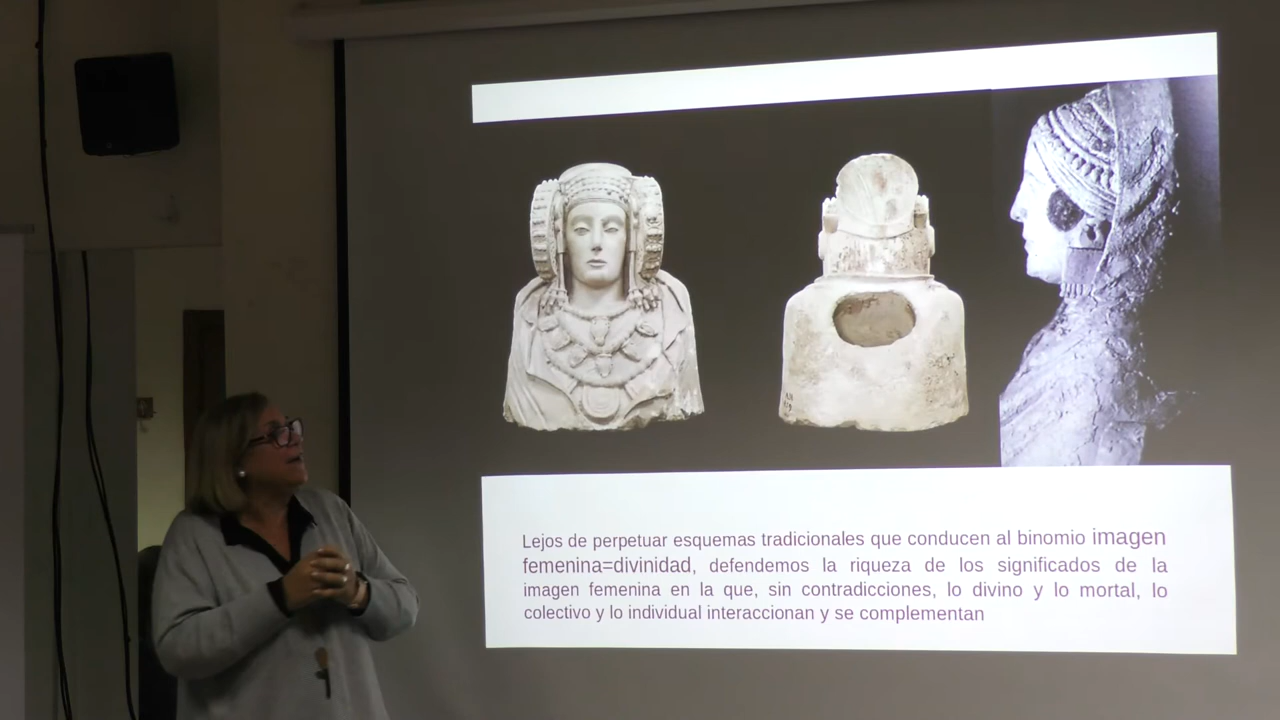 Lejos de perpetuar esquemas tradicionales que conducen al binomio imagen
femenina=divinidad, defendemos la riqueza de los significados de la
imagen femenina en la que, sin contradicciones, lo divino y lo mortal, lo
colectivo y lo individual interaccionan y se complementan